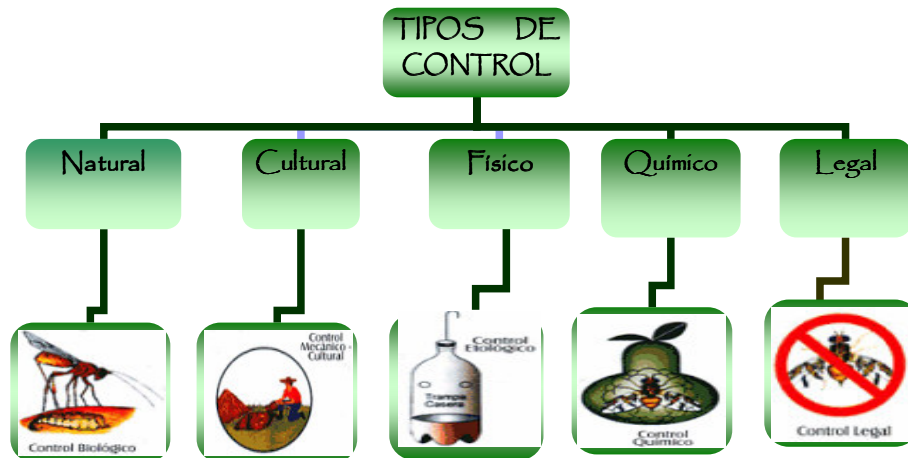 TIPOS DE
CONTROL
Natural
Cultural
Físico
Químico
Legal
Control Biológico
Control
Mecánico -
Cultural
Control
Etológico
Trampa
Casera
Control
Químico
Control Legal